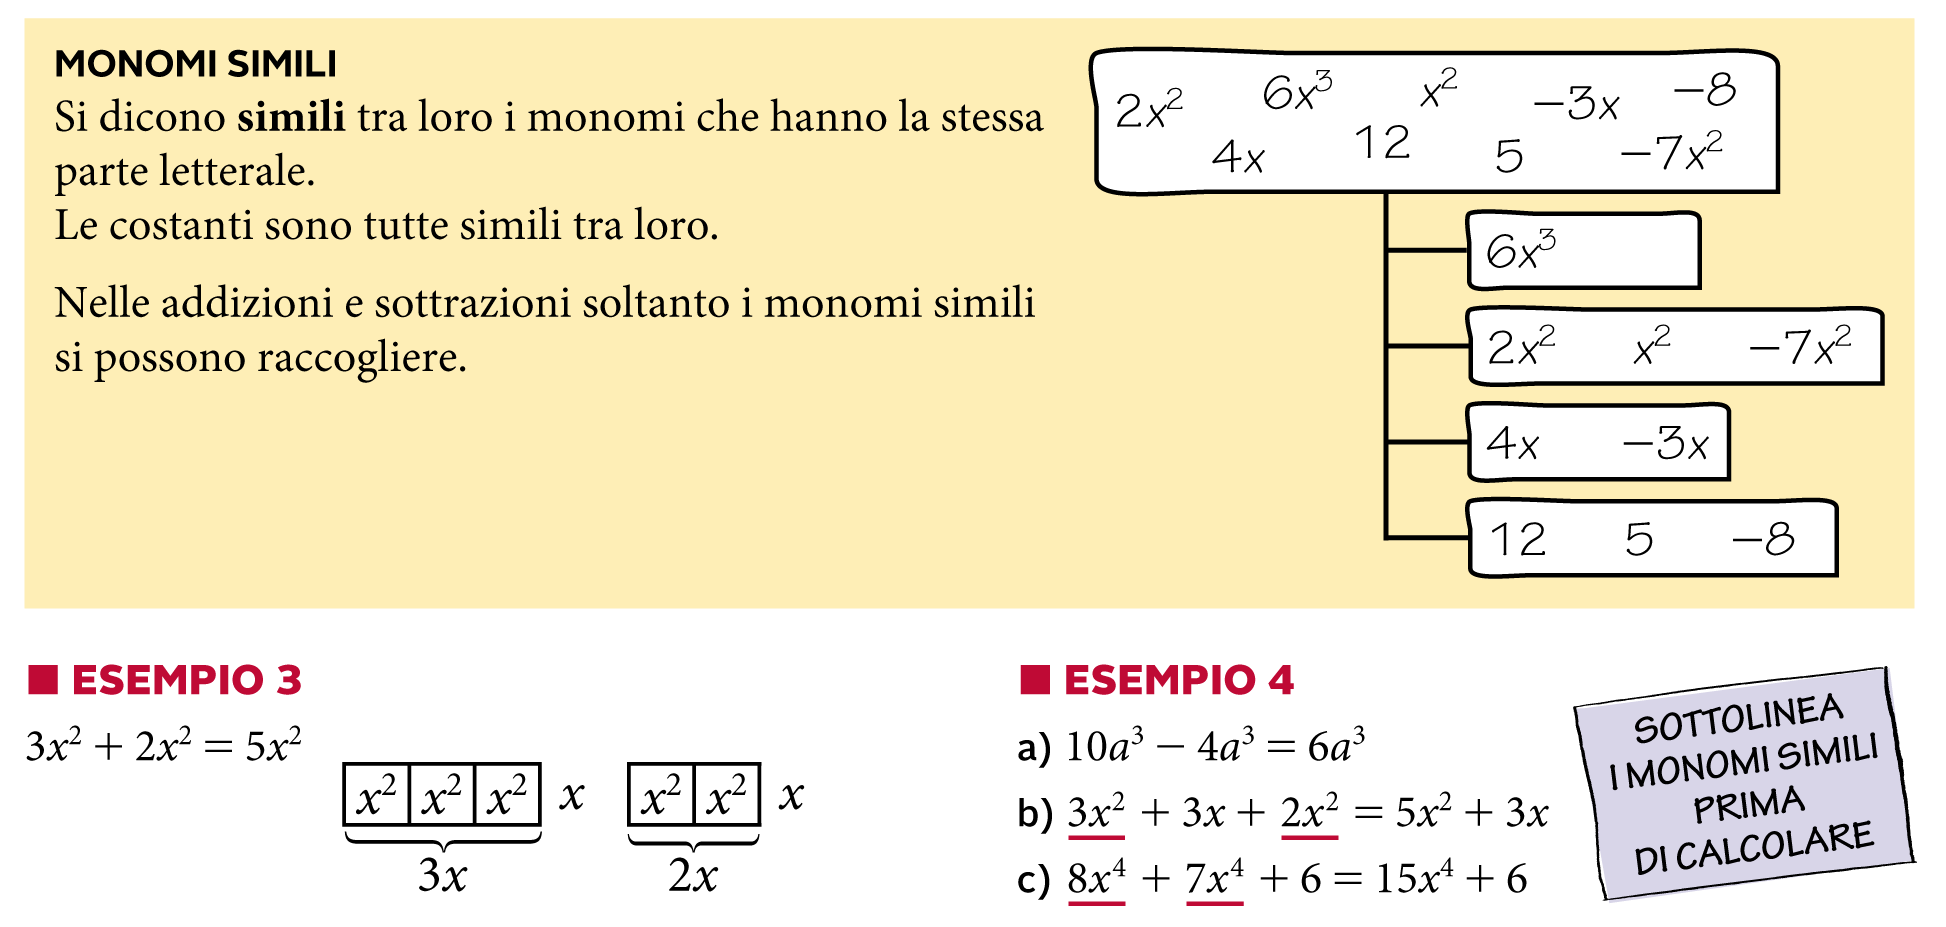 MONOMI SIMILI
Si dicono simili tra loro i monomi che hanno la stessa
parte letterale.
Le costanti sono tutte simili tra loro.
Nelle addizioni e sottrazioni soltanto i monomi simili
si possono raccogliere.
2x² 6x³ x² −3x −8
4x 12 5 −7x²
6x³
2x² x² −7x²
4x −3x
12 5 −8
ESEMPIO 3
3x² + 2x² = 5x²
x² x² x² x x² x² x
3x 2x
ESEMPIO 4
a) 10a³ − 4a³ = 6a³
b) 3x² + 3x + 2x² = 5x² + 3x
c) 8x⁴ + 7x⁴ + 6 = 15x⁴ + 6
SOTTOLINEA
I MONOMI SIMILI
PRIMA
DI CALCOLARE